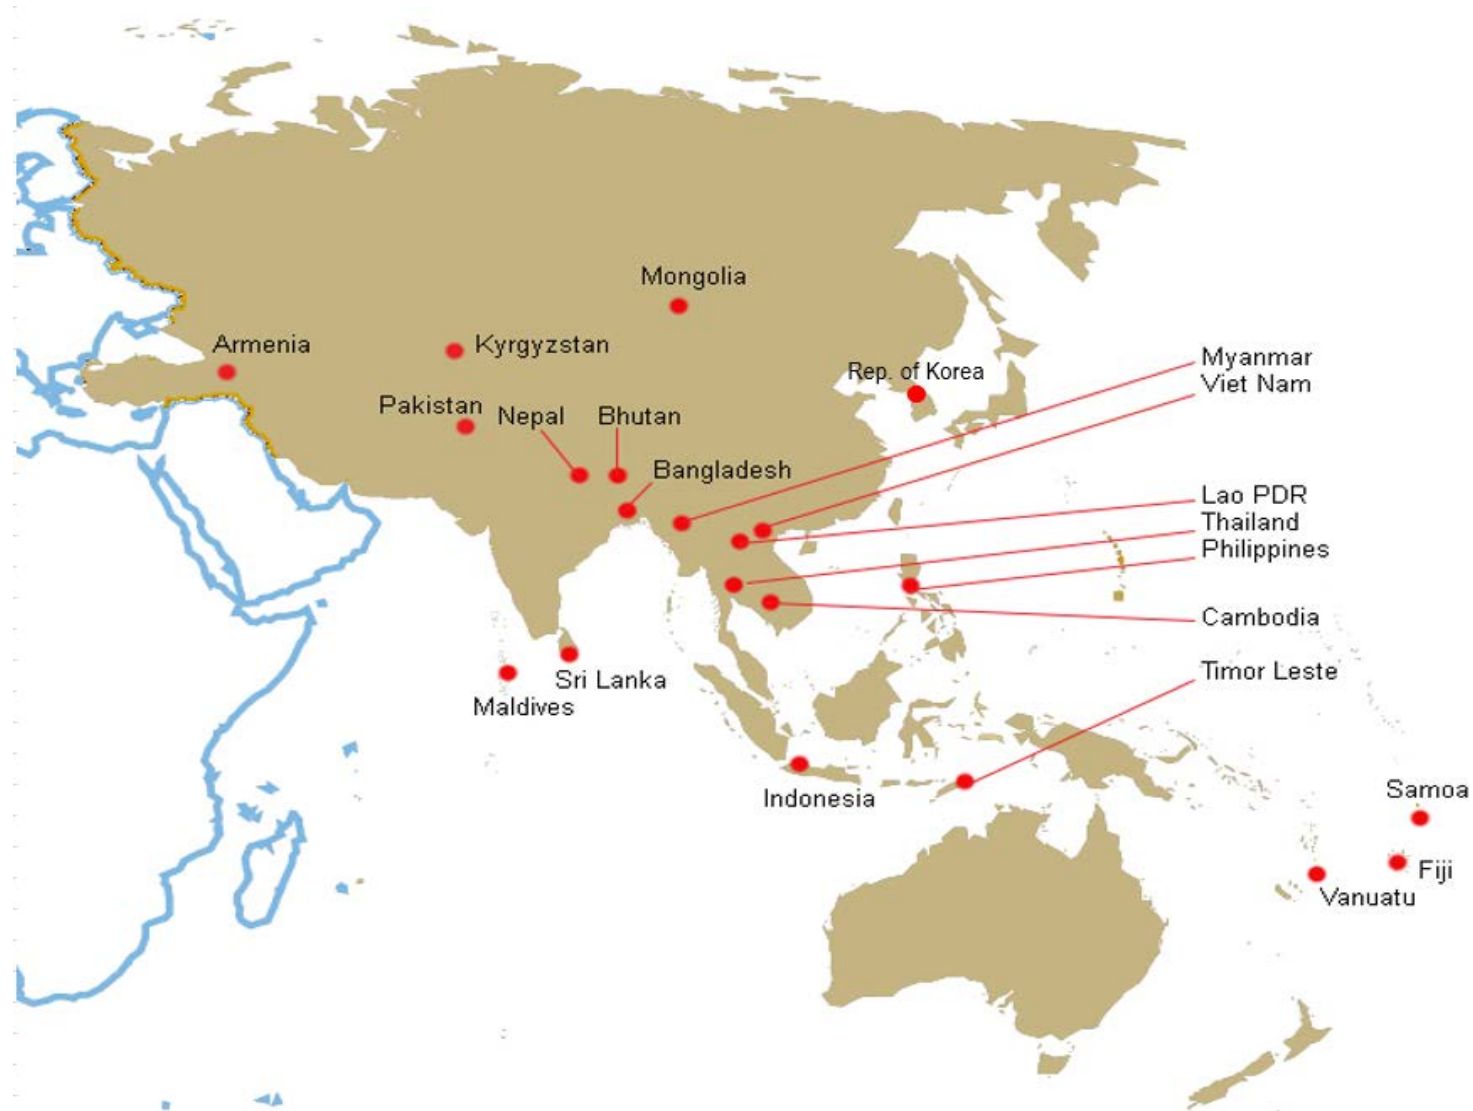 Mongolia
Armenia
Kyrgyzstan
Myanmar
Rep. of Korea
Viet Nam
Pakistan
Nepal
Bhutan
Bangladesh
Lao PDR
Thailand
Philippines
Cambodia
Timor Leste
Sri Lanka
Maldives
Indonesia
Samoa
Fiji
Vanuatu